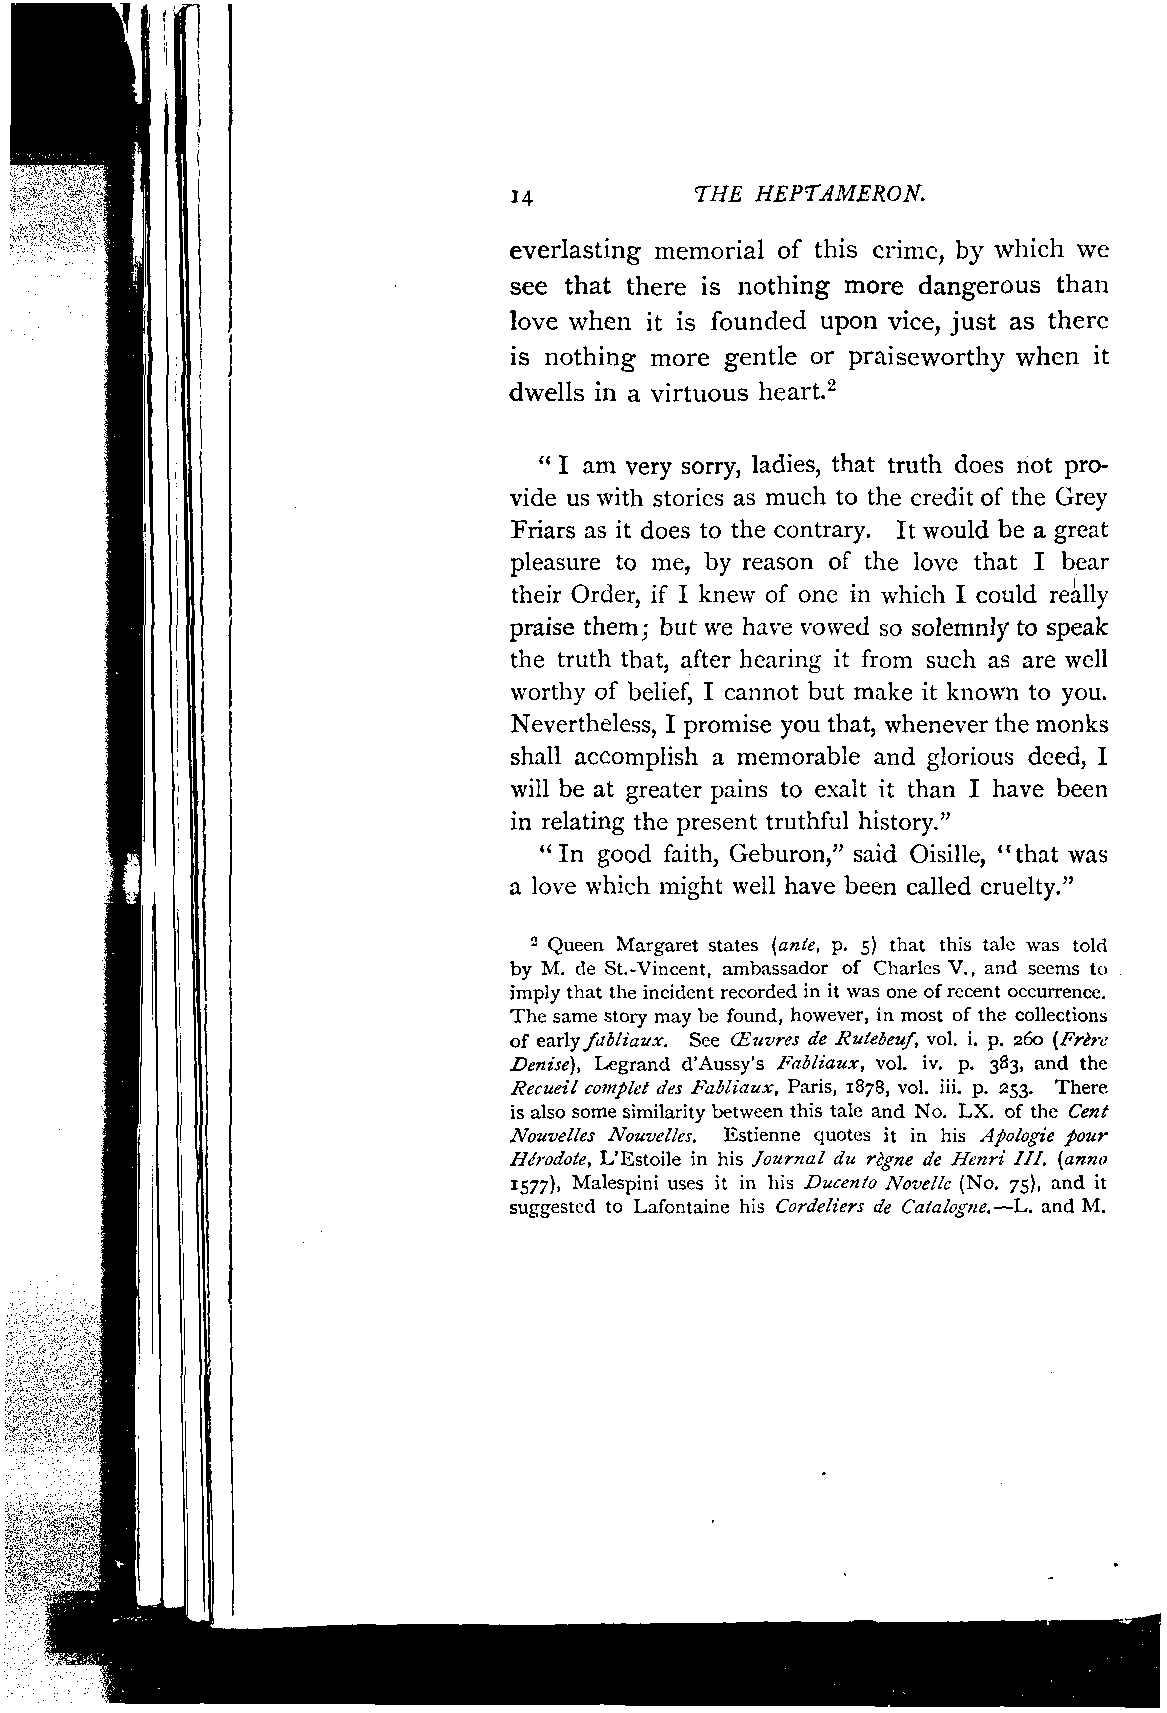 14 THE HEPTAMERON.
everlasting memorial of this crime, by which we
see that there is nothing more dangerous than
love when it is founded upon vice, just as there
is nothing more gentle or praiseworthy when it
dwells in a virtuous heart.²
“ I am very sorry, ladies, that truth does not pro-
vide us with stories as much to the credit of the Grey
Friars as it does to the contrary. It would be a great
pleasure to me, by reason of the love that I bear
their Order, if I knew of one in which I could really
praise them; but we have vowed so solemnly to speak
the truth that, after hearing it from such as are well
worthy of belief, I cannot but make it known to you.
Nevertheless, I promise you that, whenever the monks
shall accomplish a memorable and glorious deed, I
will be at greater pains to exalt it than I have been
in relating the present truthful history.”
“ In good faith, Geburon,” said Oisille, “that was
a love which might well have been called cruelty.”
² Queen Margaret states (ante, p. 5) that this tale was told
by M. de St.-Vincent, ambassador of Charles V., and seems to
imply that the incident recorded in it was one of recent occurrence.
The same story may be found, however, in most of the collections
of early fabliaux. See Œuvres de Rutebeuf, vol. i. p. 260 (Frère
Denise), Legrand d'Aussy's Fabliaux, vol. iv. p. 383, and the
Recueil complet des Fabliaux, Paris, 1878, vol. iii. p. 253. There
is also some similarity between this tale and No. LX. of the Cent
Nouvelles Nouvelles. Estienne quotes it in his Apologie pour
Hérodote, L'Estoile in his Journal du règne de Henri III. (anno
1577), Malespini uses it in his Ducento Novelle (No. 75), and it
suggested to Lafontaine his Cordeliers de Catalogne.—L. and M.